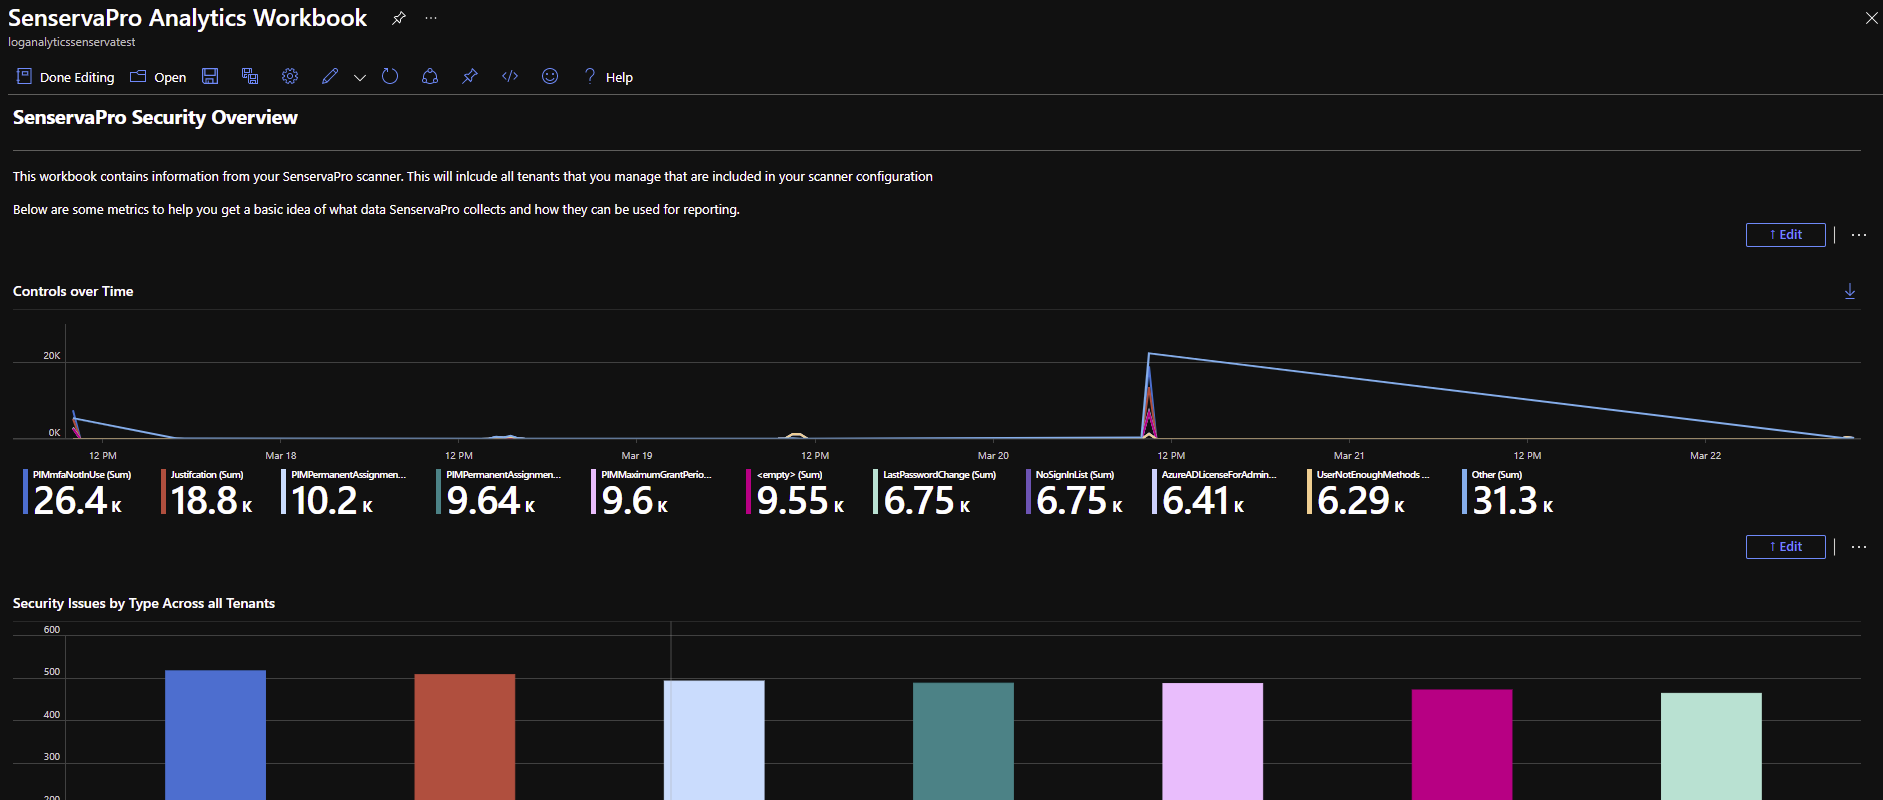 SenservaPro Analytics Workbook
loganalyticssenservatest
Done Editing Open Help
SenservaPro Security Overview
This workbook contains information from your SenservaPro scanner. This will inlcude all tenants that you manage that are included in your scanner configuration
Below are some metrics to help you get a basic idea of what data SenservaPro collects and how they can be used for reporting.
↑ Edit
Controls over Time
20K
0K
12 PM Mar 18 12 PM Mar 19 12 PM Mar 20 12 PM Mar 21 12 PM Mar 22
PIMmfaNotInUse (Sum) Justifcation (Sum) PIMPermanentAssignmen... PIMPermanentAssignmen... PIMMaximumGrantPerio... <empty> (Sum) LastPasswordChange (Sum) NoSignInList (Sum) AzureADLicenseForAdmin... UserNotEnoughMethods ... Other (Sum)
26.4 K 18.8 K 10.2 K 9.64 K 9.6 K 9.55 K 6.75 K 6.75 K 6.41 K 6.29 K 31.3 K
↑ Edit
Security Issues by Type Across all Tenants
600
500
400
300
200